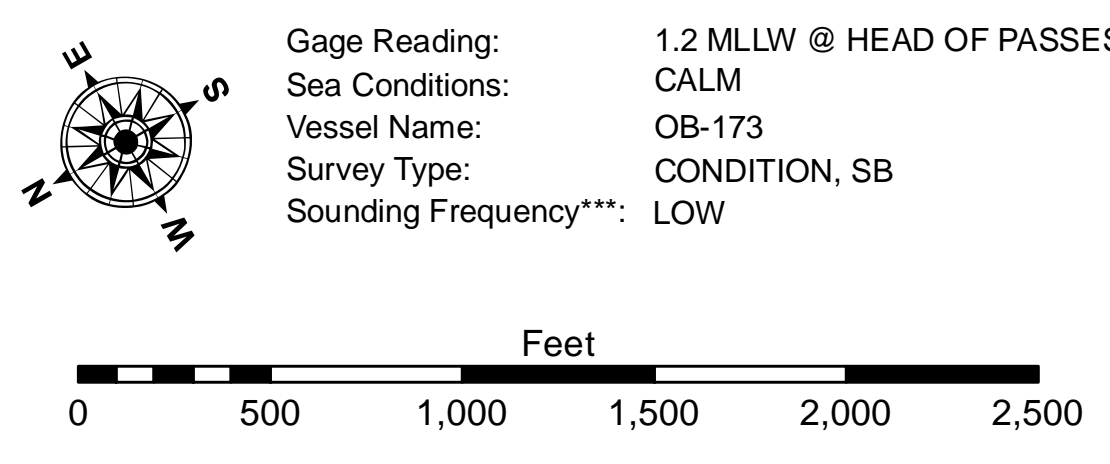 E
S
N
W
Gage Reading: 1.2 MLLW @ HEAD OF PASSES
Sea Conditions: CALM
Vessel Name: OB-173
Survey Type: CONDITION, SB
Sounding Frequency***: LOW
Feet
0 500 1,000 1,500 2,000 2,500